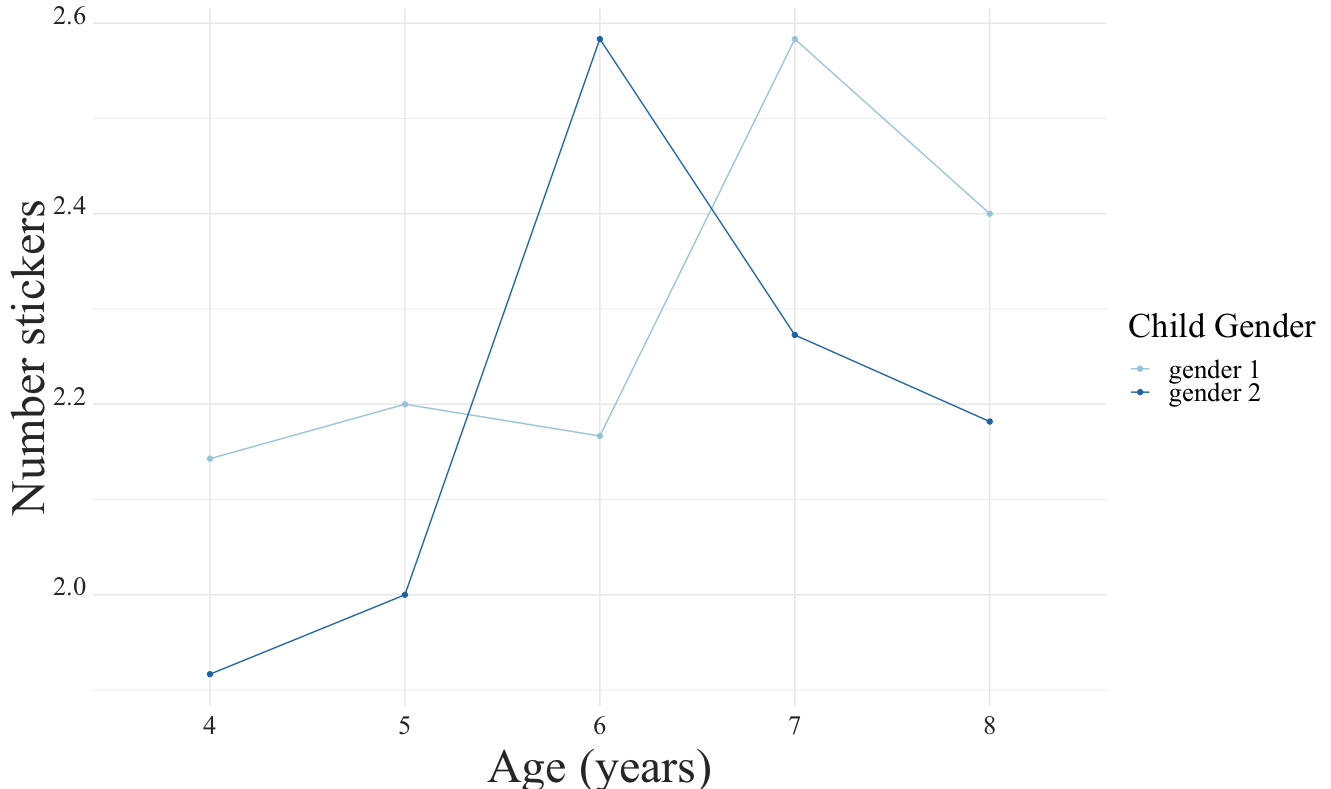 2.6
2.4
2.2
2.0
Number stickers
4 5 6 7 8
Age (years)
Child Gender
gender 1
gender 2